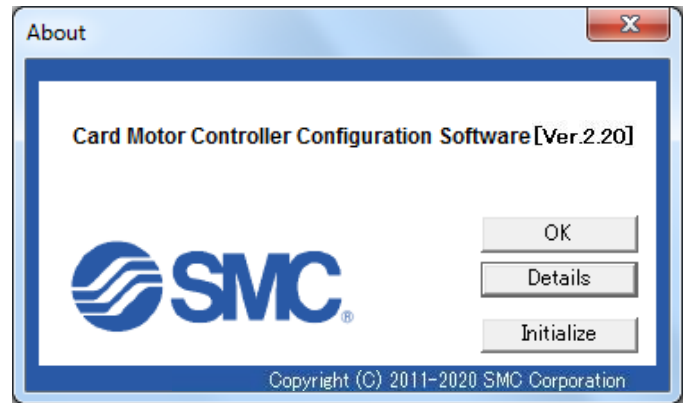 About
Card Motor Controller Configuration Software [Ver.2.20]
OK
SMC®
Details
Initialize
Copyright (C) 2011-2020 SMC Corporation